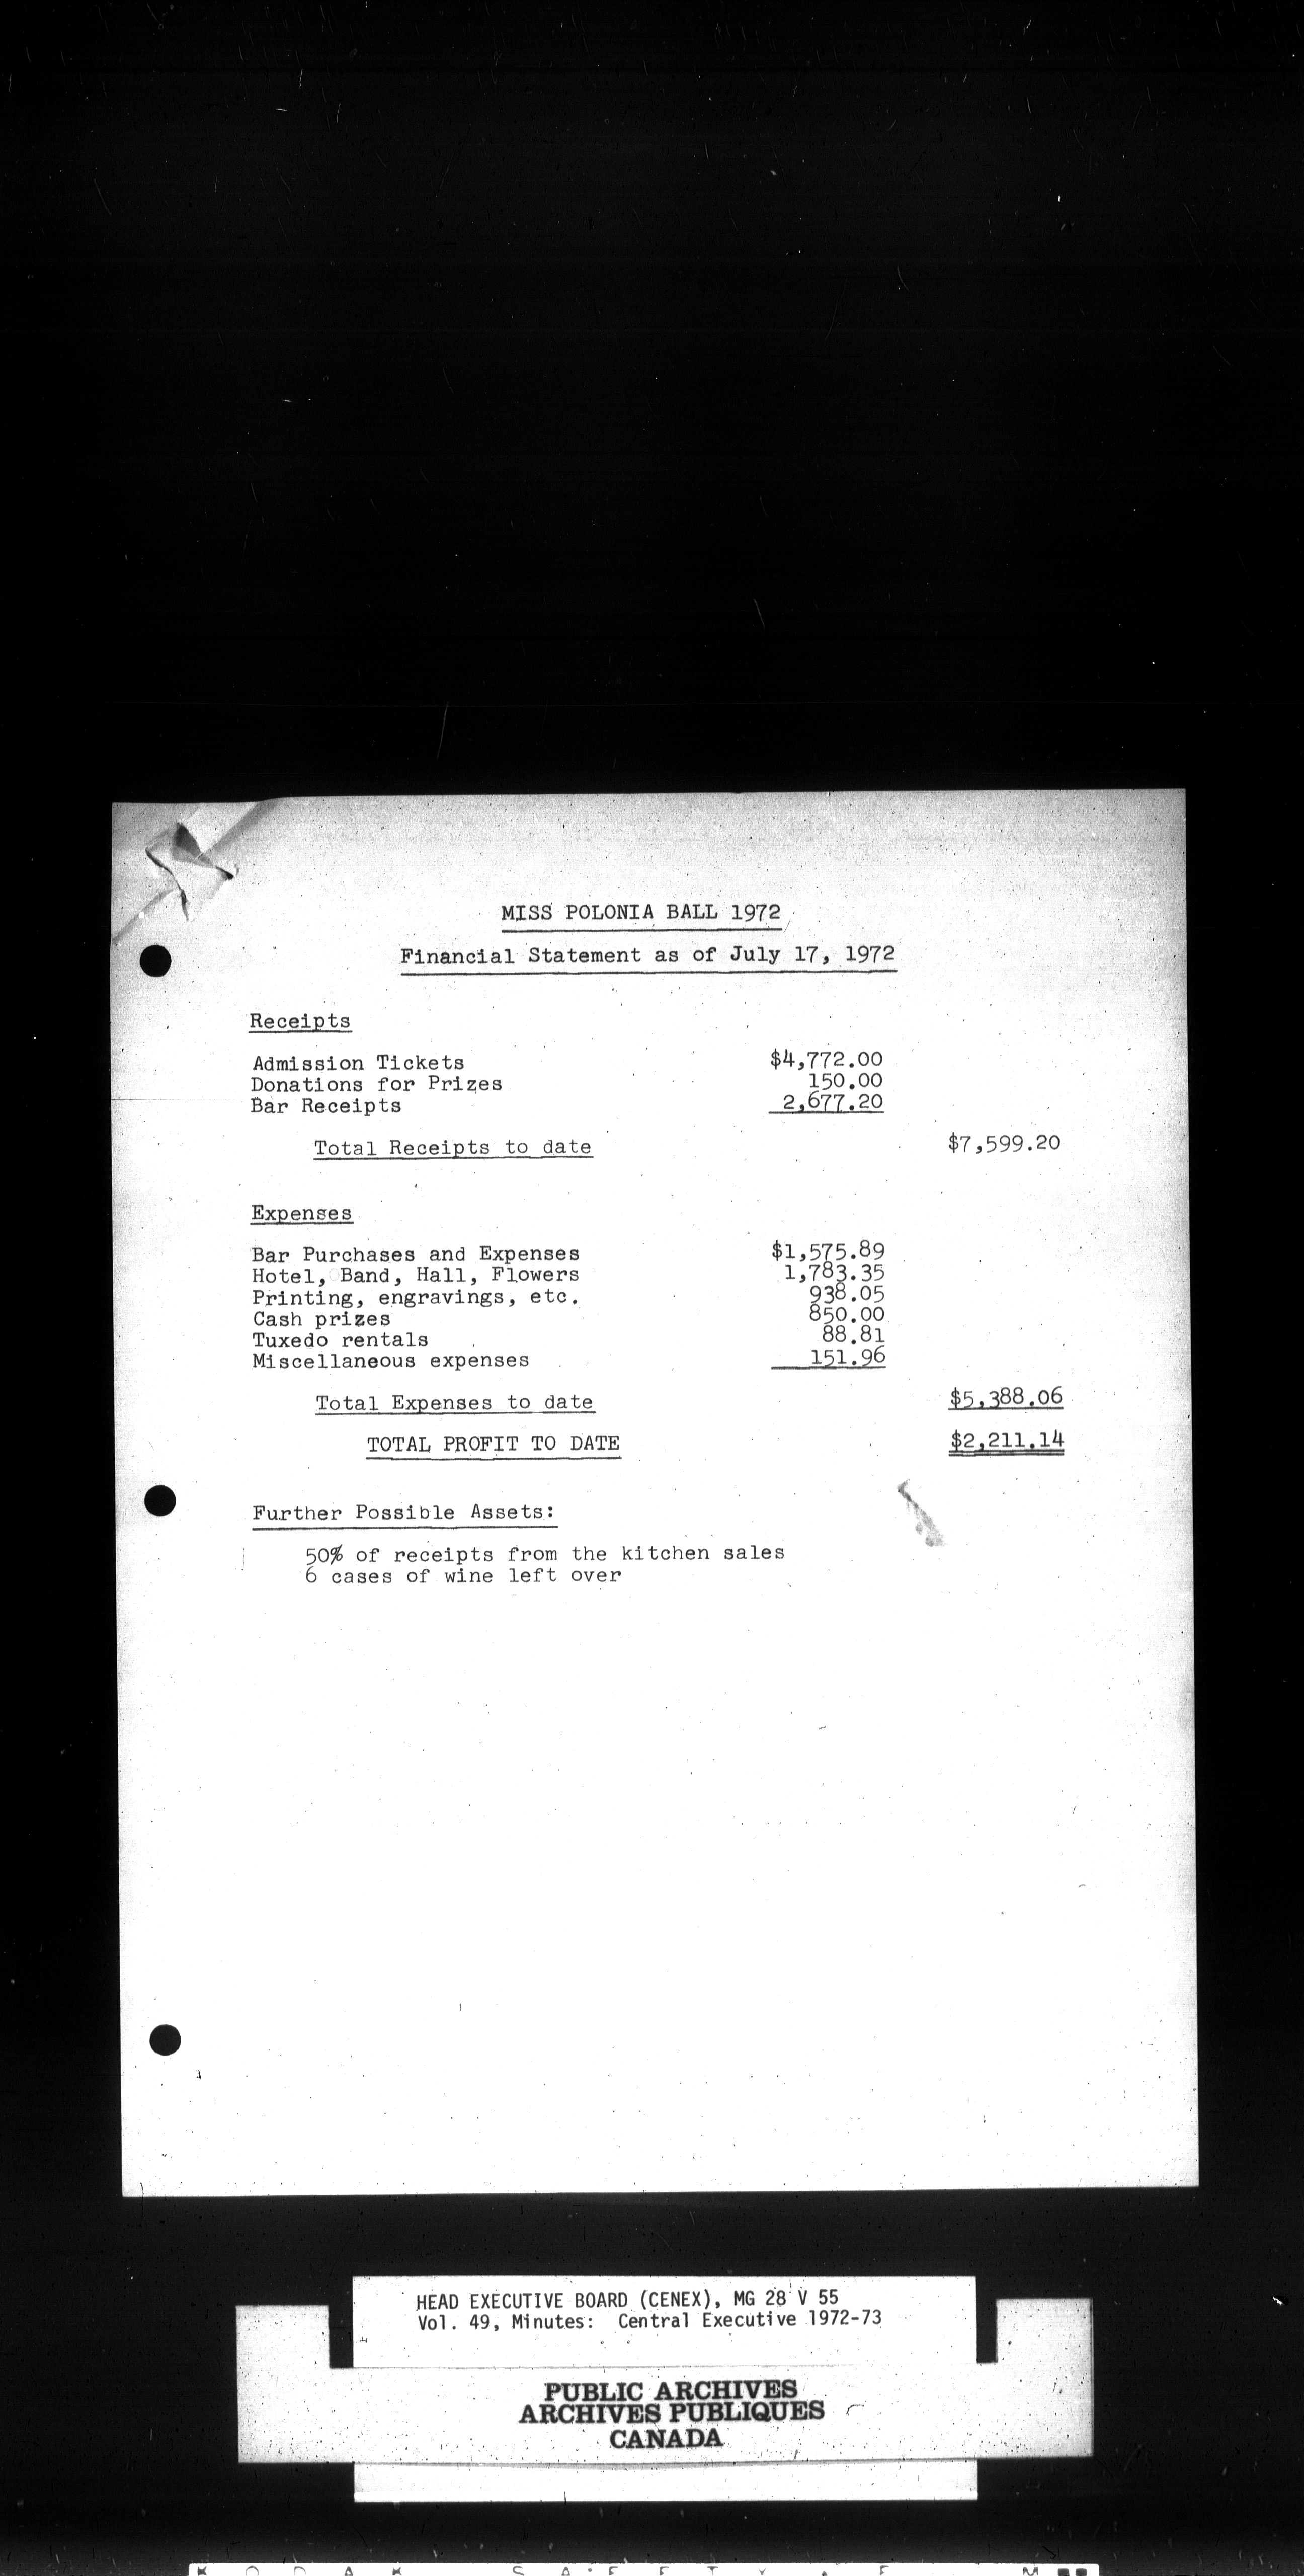 MISS POLONIA BALL 1972
Financial Statement as of July 17, 1972
Receipts
Admission Tickets $4,772.00
Donations for Prizes 150.00
Bar Receipts 2,677.20
Total Receipts to date $7,599.20
Expenses
Bar Purchases and Expenses $1,575.89
Hotel, Band, Hall, Flowers 1,783.35
Printing, engravings, etc. 938.05
Cash prizes 850.00
Tuxedo rentals 88.81
Miscellaneous expenses 151.96
Total Expenses to date $5,388.06
TOTAL PROFIT TO DATE $2,211.14
Further Possible Assets:
50% of receipts from the kitchen sales
6 cases of wine left over
HEAD EXECUTIVE BOARD (CENEX), MG 28 V 55
Vol. 49, Minutes: Central Executive 1972-73
PUBLIC ARCHIVES
ARCHIVES PUBLIQUES
CANADA